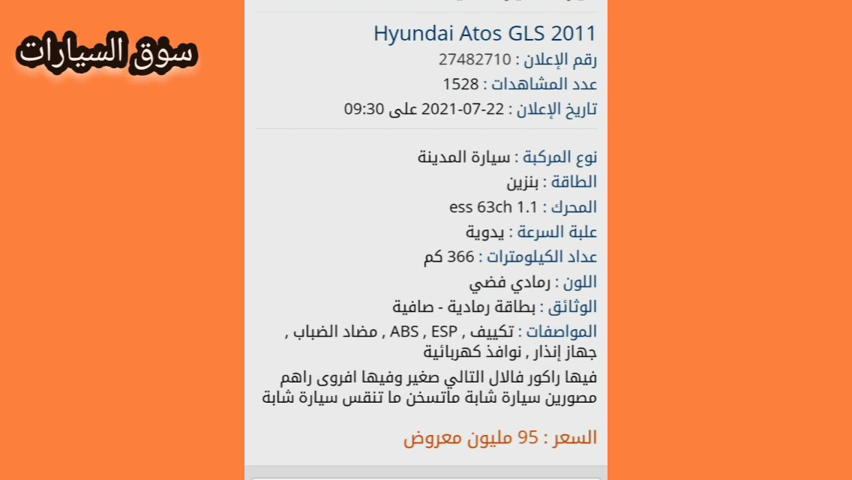 سوق السيارات
Hyundai Atos GLS 2011
رقم الإعلان : 27482710
عدد المشاهدات : 1528
تاريخ الإعلان : 22-07-2021 على 09:30
نوع المركبة : سيارة المدينة
الطاقة : بنزين
المحرك : 1.1 ess 63ch
علبة السرعة : يدوية
عداد الكيلومترات : 366 كم
اللون : رمادي فضي
الوثائق : بطاقة رمادية - صافية
المواصفات : تكييف , ABS , ESP , مضاد الضباب ,
جهاز إنذار , نوافذ كهربائية
فيها راكور فالال التالي صغير وفيها افروى راهم
مصورين سيارة شابة ماتسخن ما تنقس سيارة شابة
السعر : 95 مليون معروض